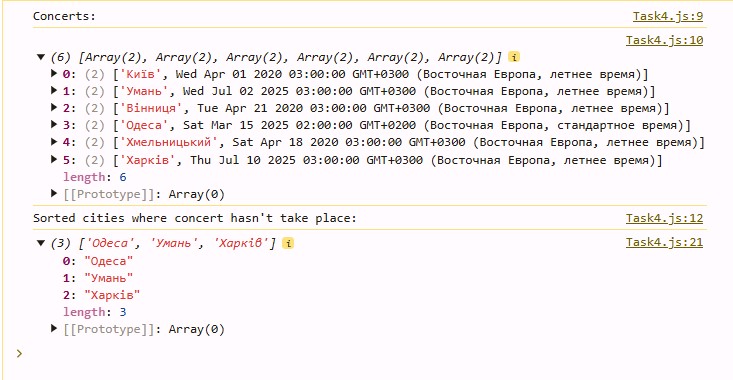 Concerts: Task4.js:9
Task4.js:10
▼ (6) [Array(2), Array(2), Array(2), Array(2), Array(2), Array(2)] i
▶ 0: (2) ['Київ', Wed Apr 01 2020 03:00:00 GMT+0300 (Восточная Европа, летнее время)]
▶ 1: (2) ['Умань', Wed Jul 02 2025 03:00:00 GMT+0300 (Восточная Европа, летнее время)]
▶ 2: (2) ['Вінниця', Tue Apr 21 2020 03:00:00 GMT+0300 (Восточная Европа, летнее время)]
▶ 3: (2) ['Одеса', Sat Mar 15 2025 02:00:00 GMT+0200 (Восточная Европа, стандартное время)]
▶ 4: (2) ['Хмельницький', Sat Apr 18 2020 03:00:00 GMT+0300 (Восточная Европа, летнее время)]
▶ 5: (2) ['Харків', Thu Jul 10 2025 03:00:00 GMT+0300 (Восточная Европа, летнее время)]
length: 6
▶ [[Prototype]]: Array(0)
Sorted cities where concert hasn't take place: Task4.js:12
▼ (3) ['Одеса', 'Умань', 'Харків'] i Task4.js:21
0: "Одеса"
1: "Умань"
2: "Харків"
length: 3
▶ [[Prototype]]: Array(0)
>